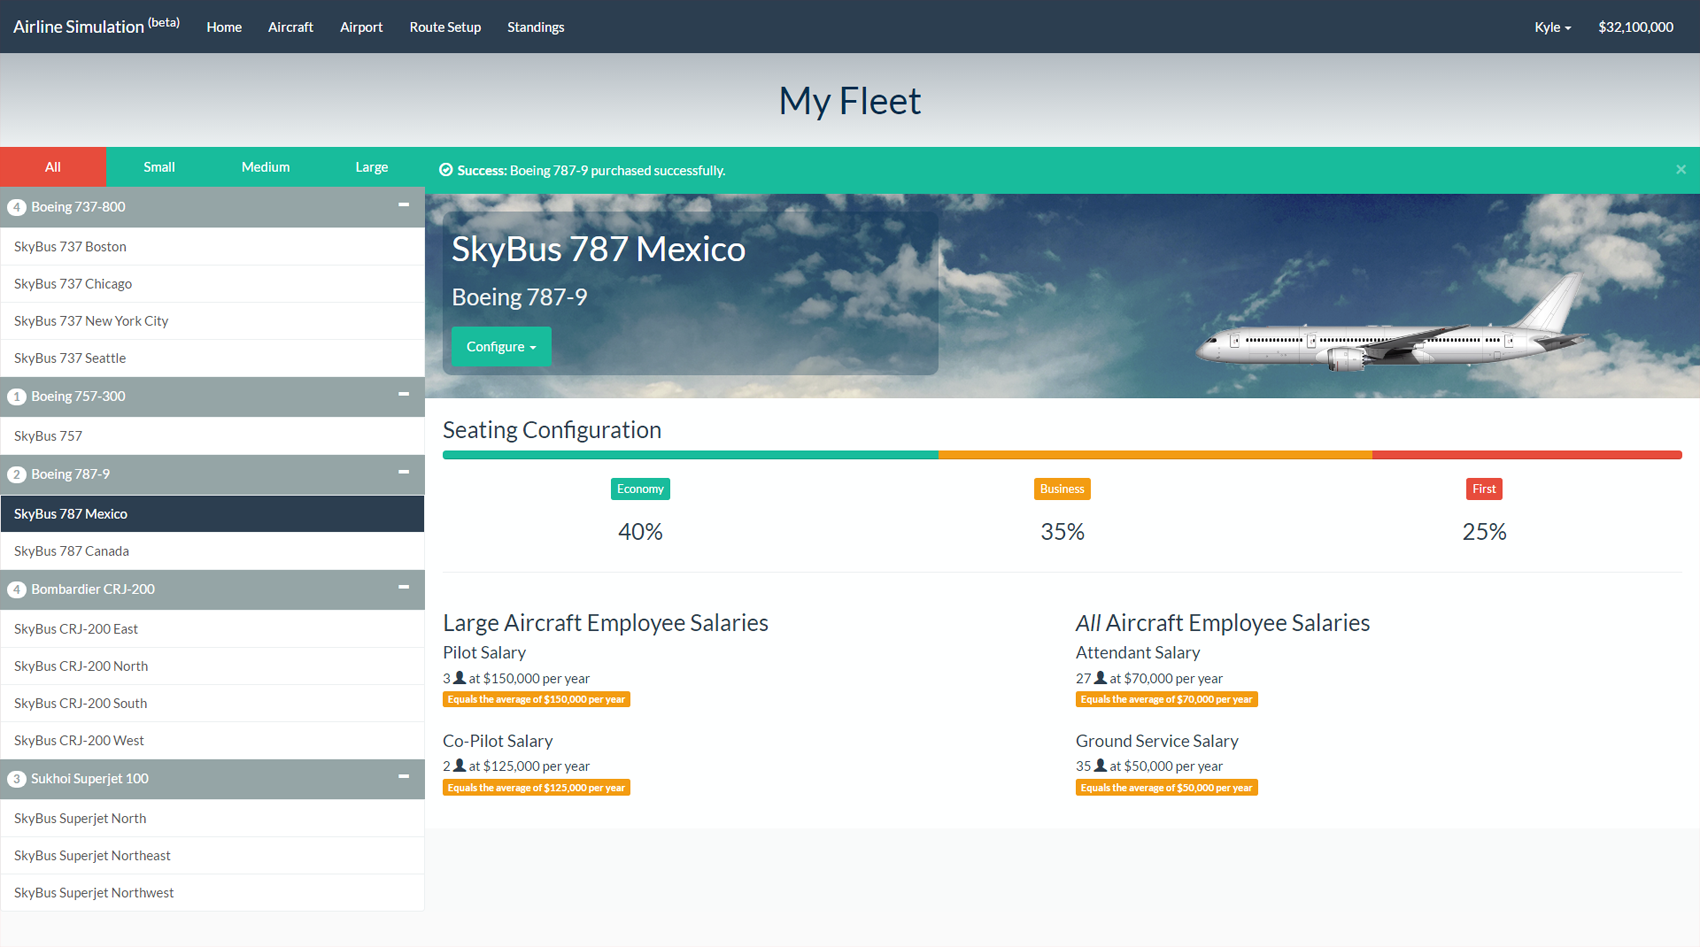 Airline Simulation (beta) Home Aircraft Airport Route Setup Standings Kyle $32,100,000
My Fleet
All Small Medium Large
Success: Boeing 787-9 purchased successfully. ×
4 Boeing 737-800
SkyBus 737 Boston
SkyBus 737 Chicago
SkyBus 737 New York City
SkyBus 737 Seattle
1 Boeing 757-300
SkyBus 757
2 Boeing 787-9
SkyBus 787 Mexico
SkyBus 787 Canada
4 Bombardier CRJ-200
SkyBus CRJ-200 East
SkyBus CRJ-200 North
SkyBus CRJ-200 South
SkyBus CRJ-200 West
3 Sukhoi Superjet 100
SkyBus Superjet North
SkyBus Superjet Northeast
SkyBus Superjet Northwest
SkyBus 787 Mexico
Boeing 787-9
Configure
Seating Configuration
Economy Business First
40% 35% 25%
Large Aircraft Employee Salaries
Pilot Salary
3 at $150,000 per year
Equals the average of $150,000 per year
Co-Pilot Salary
2 at $125,000 per year
Equals the average of $125,000 per year
All Aircraft Employee Salaries
Attendant Salary
27 at $70,000 per year
Equals the average of $70,000 per year
Ground Service Salary
35 at $50,000 per year
Equals the average of $50,000 per year